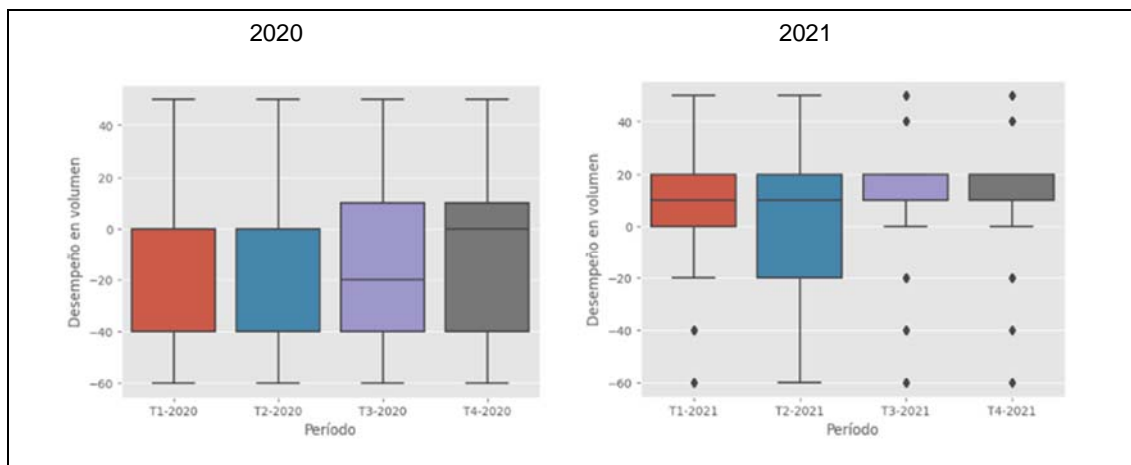 2020
2021
Desempeño en volumen
40
20
0
−20
−40
−60
T1-2020
T2-2020
T3-2020
T4-2020
Período
Desempeño en volumen
40
20
0
−20
−40
−60
T1-2021
T2-2021
T3-2021
T4-2021
Período